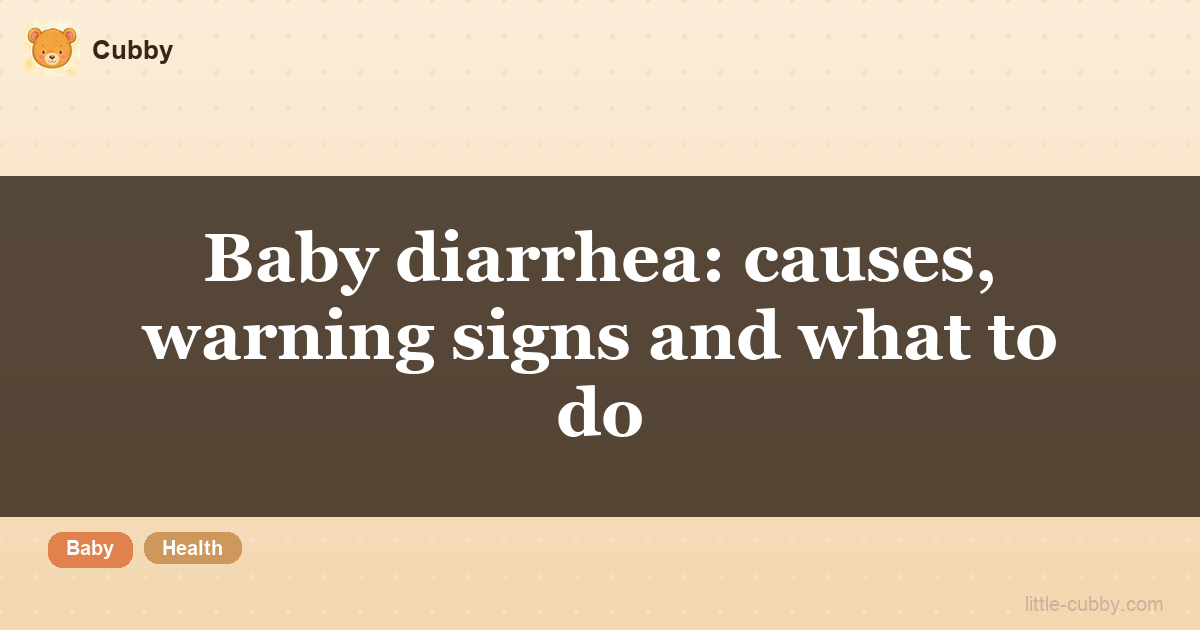 Cubby
Baby diarrhea: causes,
warning signs and what to
do
Baby
Health
little-cubby.com